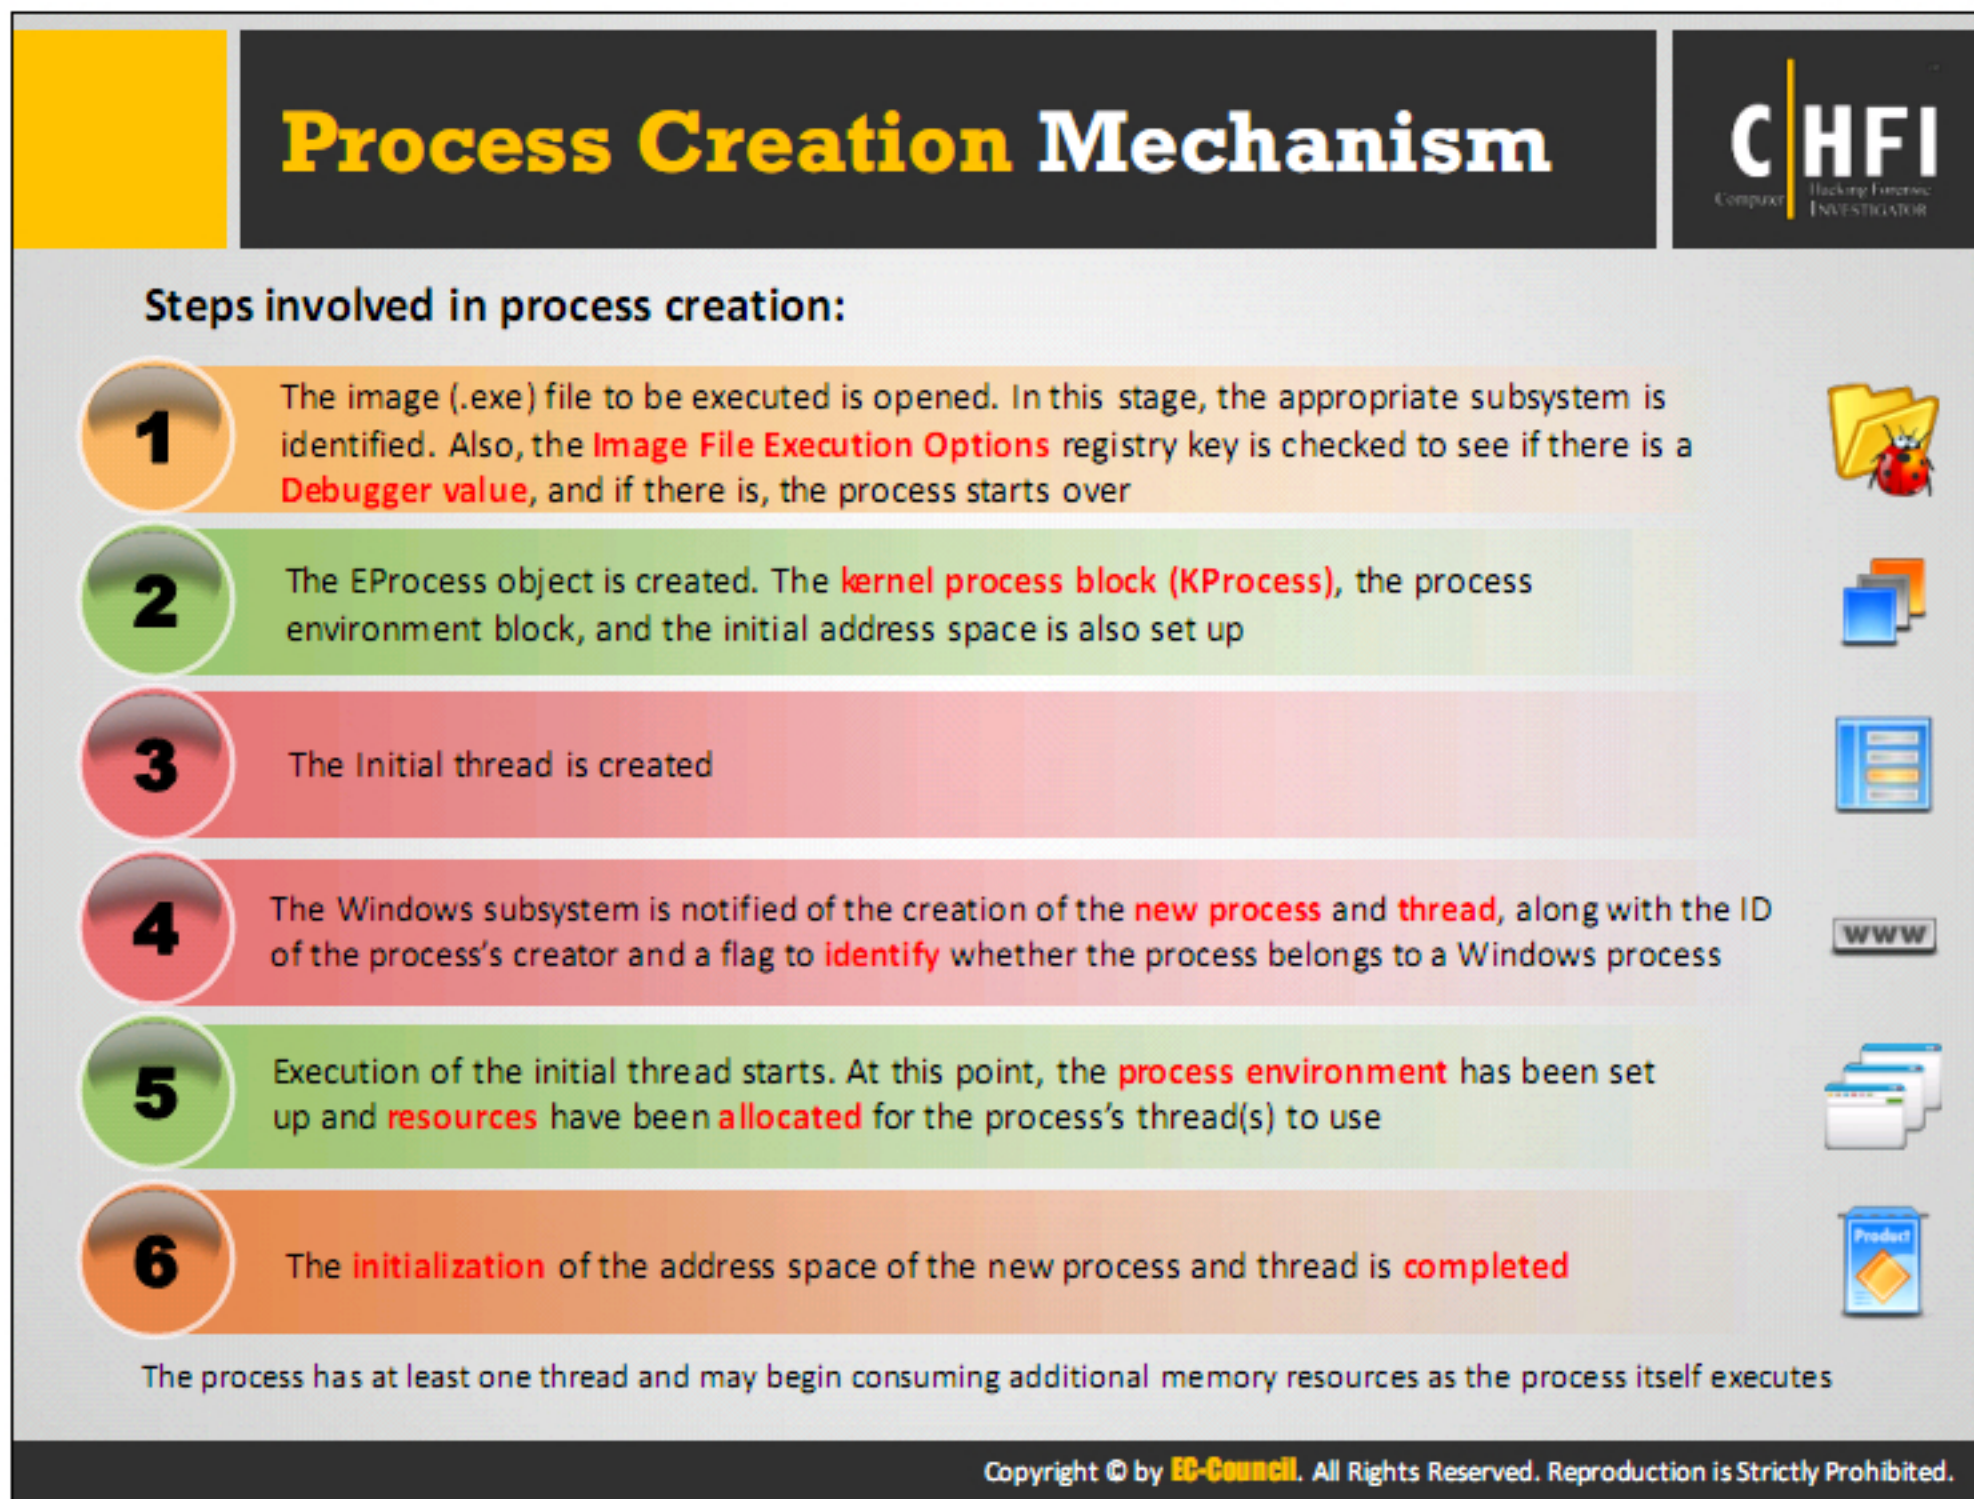 Process Creation Mechanism
C HFI
Computer
Hacking Forensic
INVESTIGATOR
Steps involved in process creation:
1
The image (.exe) file to be executed is opened. In this stage, the appropriate subsystem is
identified. Also, the Image File Execution Options registry key is checked to see if there is a
Debugger value, and if there is, the process starts over
2
The EProcess object is created. The kernel process block (KProcess), the process
environment block, and the initial address space is also set up
3
The Initial thread is created
4
The Windows subsystem is notified of the creation of the new process and thread, along with the ID
of the process's creator and a flag to identify whether the process belongs to a Windows process
WWW
5
Execution of the initial thread starts. At this point, the process environment has been set
up and resources have been allocated for the process's thread(s) to use
6
The initialization of the address space of the new process and thread is completed
Product
The process has at least one thread and may begin consuming additional memory resources as the process itself executes
Copyright © by EC-Council. All Rights Reserved. Reproduction is Strictly Prohibited.